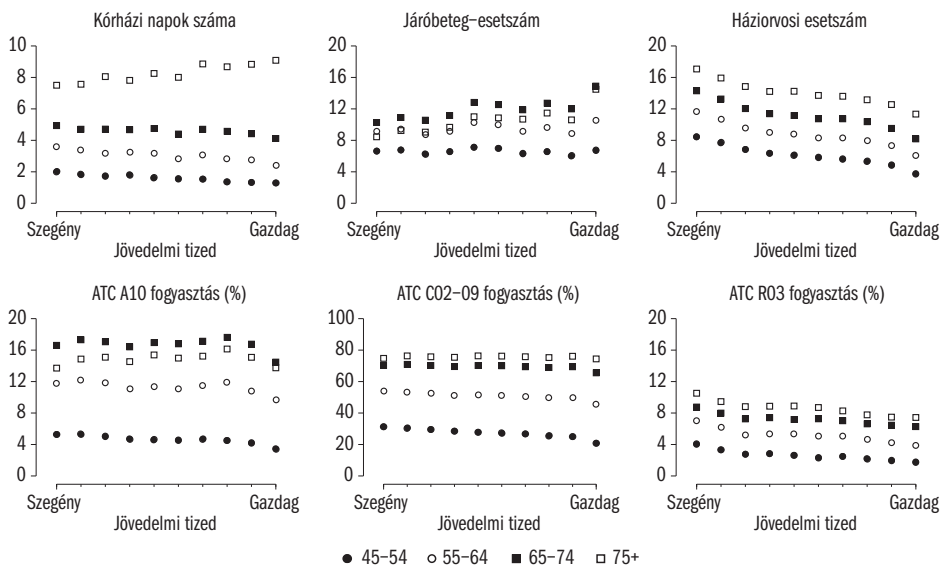 Kórházi napok száma
10
8
6
4
2
0
Szegény Gazdag
Jövedelmi tized
Járóbeteg–esetszám
20
16
12
8
4
0
Szegény Gazdag
Jövedelmi tized
Háziorvosi esetszám
20
16
12
8
4
0
Szegény Gazdag
Jövedelmi tized
ATC A10 fogyasztás (%)
20
16
12
8
4
0
Szegény Gazdag
Jövedelmi tized
ATC C02–09 fogyasztás (%)
100
80
60
40
20
0
Szegény Gazdag
Jövedelmi tized
ATC R03 fogyasztás (%)
20
16
12
8
4
0
Szegény Gazdag
Jövedelmi tized
45–54 55–64 65–74 75+